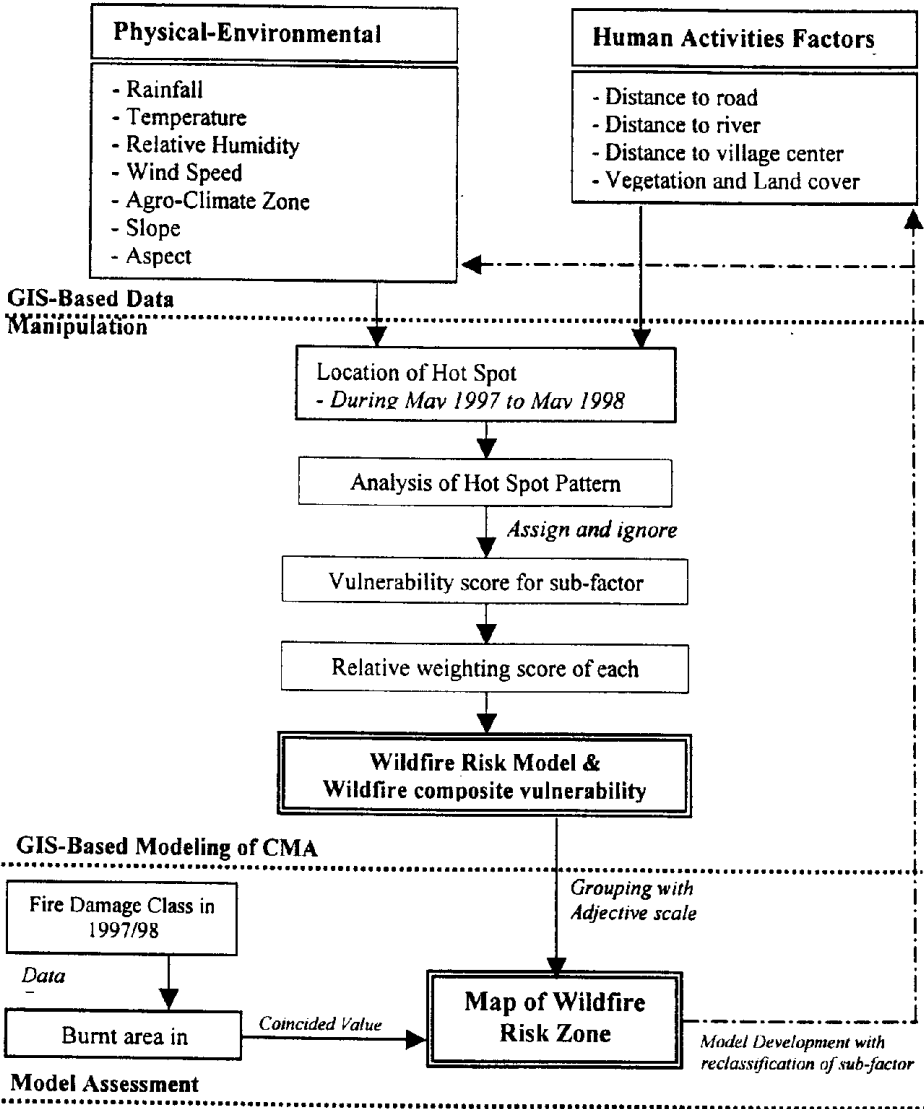 Physical-Environmental
- Rainfall
- Temperature
- Relative Humidity
- Wind Speed
- Agro-Climate Zone
- Slope
- Aspect
Human Activities Factors
- Distance to road
- Distance to river
- Distance to village center
- Vegetation and Land cover
GIS-Based Data
Manipulation
Location of Hot Spot
- During May 1997 to May 1998
Analysis of Hot Spot Pattern
Assign and ignore
Vulnerability score for sub-factor
Relative weighting score of each
Wildfire Risk Model &
Wildfire composite vulnerability
GIS-Based Modeling of CMA
Grouping with
Adjective scale
Fire Damage Class in
1997/98
Data
Burnt area in
Coincided Value
Map of Wildfire
Risk Zone
Model Development with
reclassification of sub-factor
Model Assessment